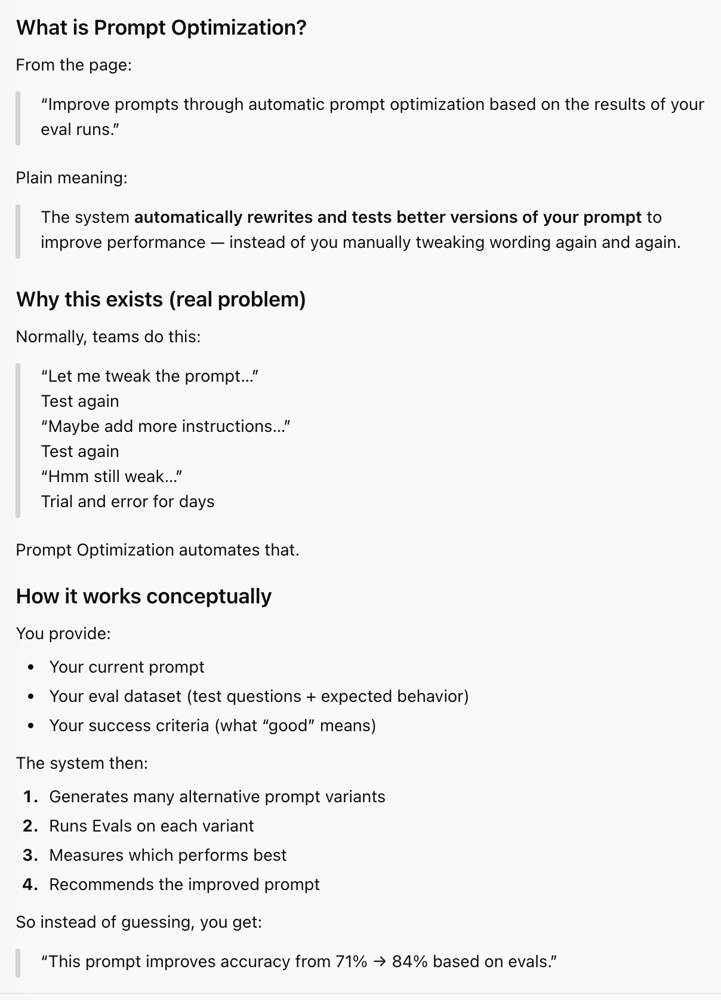 What is Prompt Optimization?
From the page:
“Improve prompts through automatic prompt optimization based on the results of your
eval runs.”
Plain meaning:
The system automatically rewrites and tests better versions of your prompt to
improve performance — instead of you manually tweaking wording again and again.
Why this exists (real problem)
Normally, teams do this:
“Let me tweak the prompt…”
Test again
“Maybe add more instructions…”
Test again
“Hmm still weak…”
Trial and error for days
Prompt Optimization automates that.
How it works conceptually
You provide:
• Your current prompt
• Your eval dataset (test questions + expected behavior)
• Your success criteria (what “good” means)
The system then:
1. Generates many alternative prompt variants
2. Runs Evals on each variant
3. Measures which performs best
4. Recommends the improved prompt
So instead of guessing, you get:
“This prompt improves accuracy from 71% → 84% based on evals.”